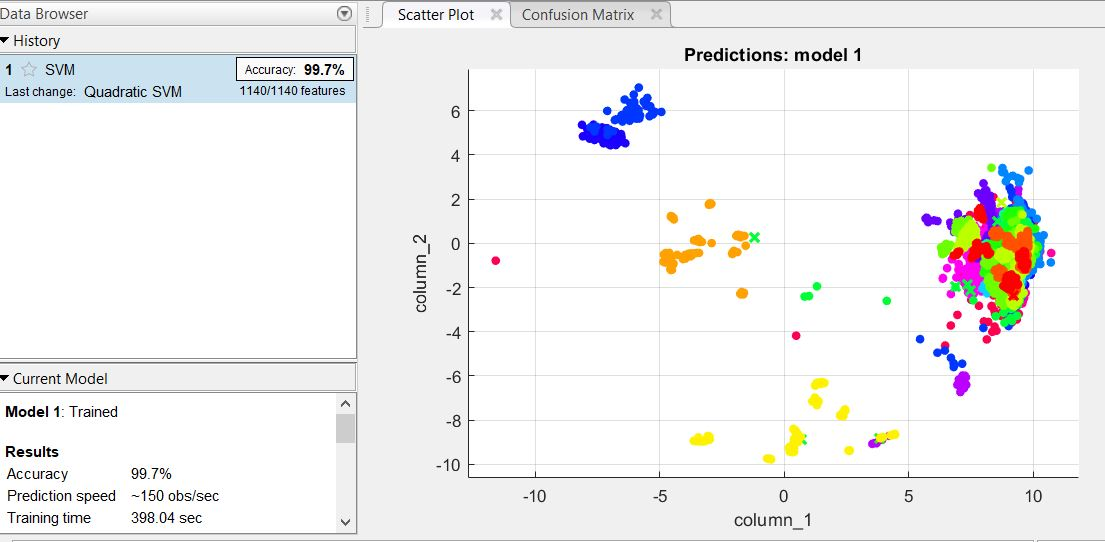 Data Browser
History
1 SVM Accuracy: 99.7%
Last change: Quadratic SVM 1140/1140 features
Current Model
Model 1: Trained
Results
Accuracy 99.7%
Prediction speed ~150 obs/sec
Training time 398.04 sec
Scatter Plot Confusion Matrix
Predictions: model 1
column_2
6
4
2
0
-2
-4
-6
-8
-10
-10 -5 0 5 10
column_1